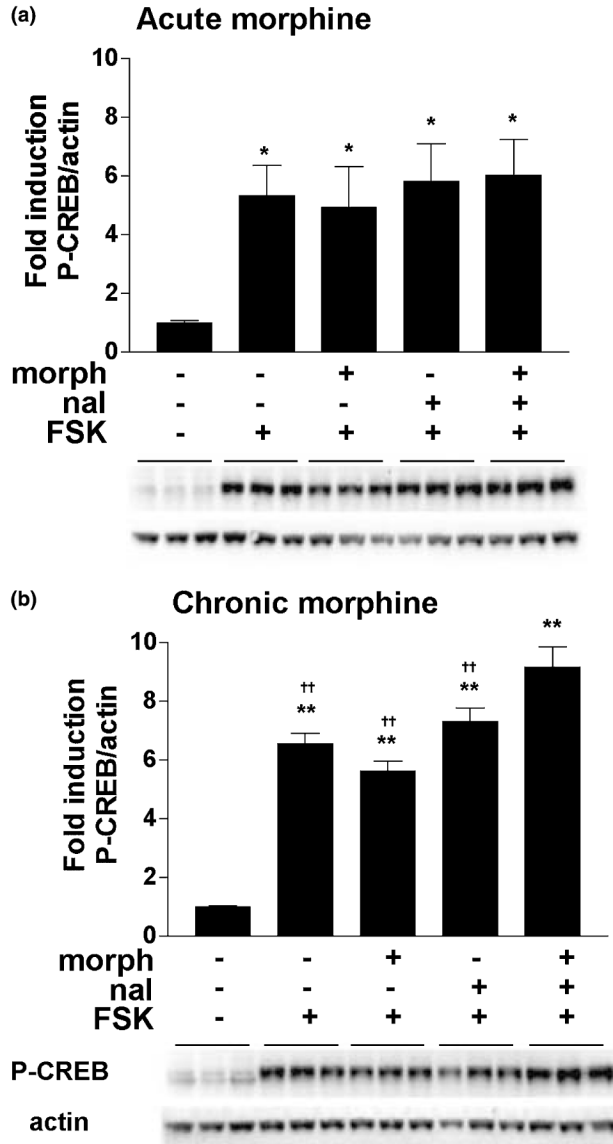 (a)
Acute morphine
Fold induction
P-CREB/actin
10
8
6
4
2
0
* * * *
morph - - + - +
nal - - - + +
FSK - + + + +
(b)
Chronic morphine
Fold induction
P-CREB/actin
10
8
6
4
2
0
†† †† ††
** ** ** **
morph - - + - +
nal - - - + +
FSK - + + + +
P-CREB
actin